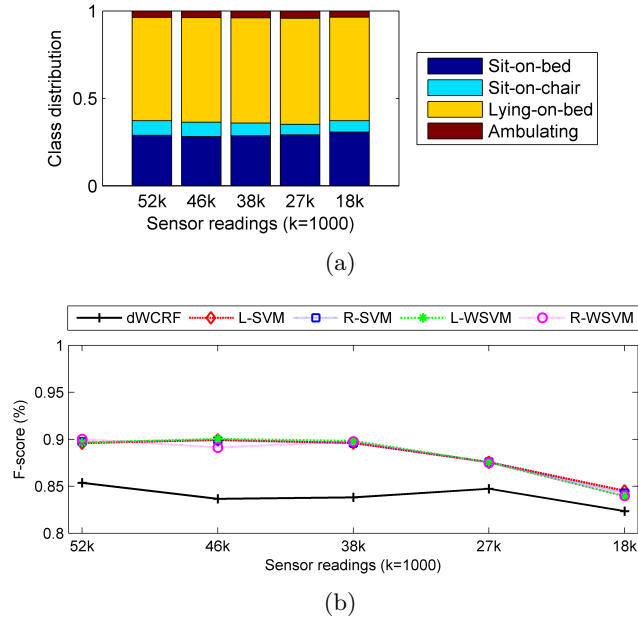 1
0.5
0
Class distribution
52k 46k 38k 27k 18k
Sensor readings (k=1000)
Sit-on-bed
Sit-on-chair
Lying-on-bed
Ambulating
(a)
dWCRF L-SVM R-SVM L-WSVM R-WSVM
1
0.95
0.9
0.85
0.8
F-score (%)
52k 46k 38k 27k 18k
Sensor readings (k=1000)
(b)